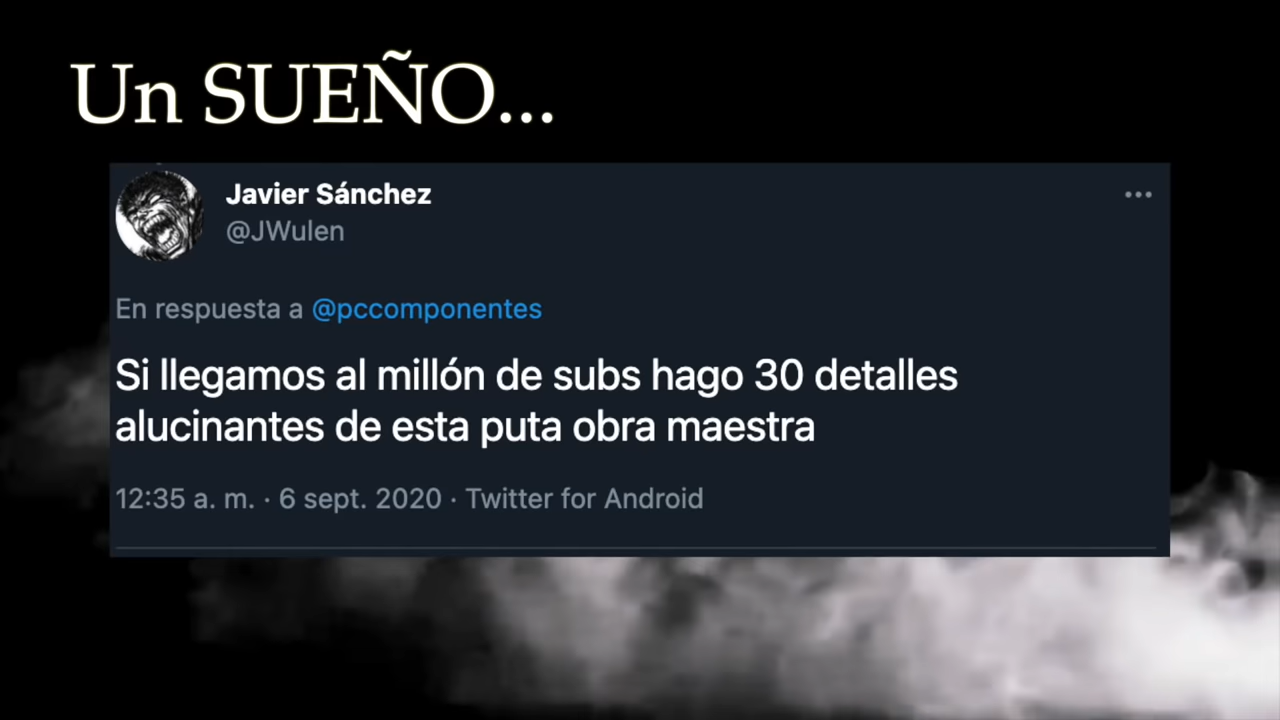 Un SUEÑO...
Javier Sánchez
@JWulen
En respuesta a @pccomponentes
Si llegamos al millón de subs hago 30 detalles
alucinantes de esta puta obra maestra
12:35 a. m. · 6 sept. 2020 · Twitter for Android